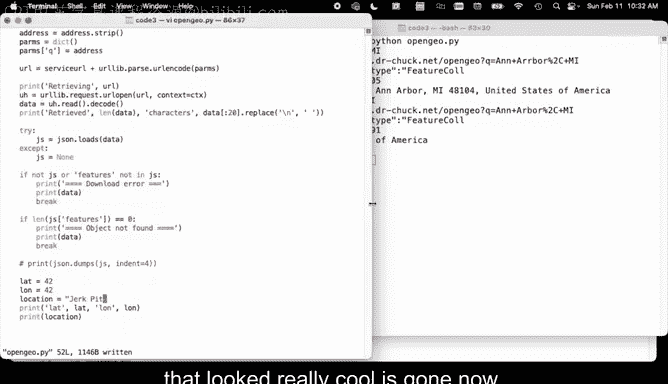 Terminal Shell Edit View Window Help
Sun Feb 11 10:32 AM
code3 — vi opengeo.py — 86×37
address = address.strip()
parms = dict()
parms['q'] = address
url = serviceurl + urllib.parse.urlencode(parms)
print('Retrieving', url)
uh = urllib.request.urlopen(url, context=ctx)
data = uh.read().decode()
print('Retrieved', len(data), 'characters', data[:20].replace('\n', ' '))
try:
js = json.loads(data)
except:
js = None
if not js or 'features' not in js:
print('==== Download error ===')
print(data)
break
if len(js['features']) == 0:
print('==== Object not found ====')
print(data)
break
# print(json.dumps(js, indent=4))
lat = 42
lon = 42
location = "Jerk Pit
print('lat', lat, 'lon', lon)
print(location)
"opengeo.py" 52L, 1146B written
code3 — -bash — 
python opengeo.py
MI
.dr-chuck.net/opengeo?q=Ann+Arrbor%2C+MI
type":"FeatureColl
05
Ann Arbor, MI 48104, United States of America
MI
.dr-chuck.net/opengeo?q=Ann+Arbor%2C+MI
type":"FeatureColl
91
of America
that looked really cool is gone now